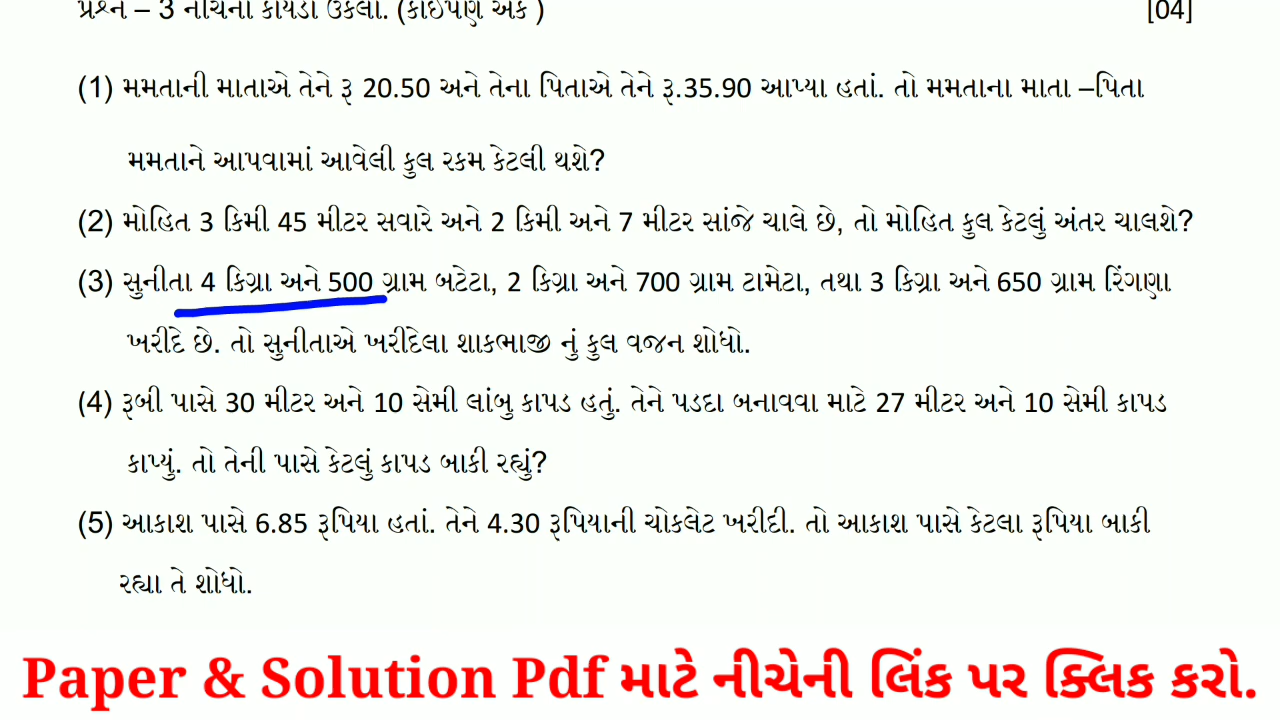 પ્રશ્ન – 3 નીચેના કોયડા ઉકેલો. (કોઇપણ એક ) [04]
(1) મમતાની માતાએ તેને રૂ 20.50 અને તેના પિતાએ તેને રૂ.35.90 આપ્યા હતાં. તો મમતાના માતા –પિતા
મમતાને આપવામાં આવેલી કુલ રકમ કેટલી થશે?
(2) મોહિત 3 કિમી 45 મીટર સવારે અને 2 કિમી અને 7 મીટર સાંજે ચાલે છે, તો મોહિત કુલ કેટલું અંતર ચાલશે?
(3) સુનીતા 4 કિગ્રા અને 500 ગ્રામ બટેટા, 2 કિગ્રા અને 700 ગ્રામ ટામેટા, તથા 3 કિગ્રા અને 650 ગ્રામ રિંગણા
ખરીદે છે. તો સુનીતાએ ખરીદેલા શાકભાજી નું કુલ વજન શોધો.
(4) રૂબી પાસે 30 મીટર અને 10 સેમી લાંબુ કાપડ હતું. તેને પડદા બનાવવા માટે 27 મીટર અને 10 સેમી કાપડ
કાપ્યું. તો તેની પાસે કેટલું કાપડ બાકી રહ્યું?
(5) આકાશ પાસે 6.85 રૂપિયા હતાં. તેને 4.30 રૂપિયાની ચોકલેટ ખરીદી. તો આકાશ પાસે કેટલા રૂપિયા બાકી
રહ્યા તે શોધો.
Paper & Solution Pdf માટે નીચેની લિંક પર ક્લિક કરો.